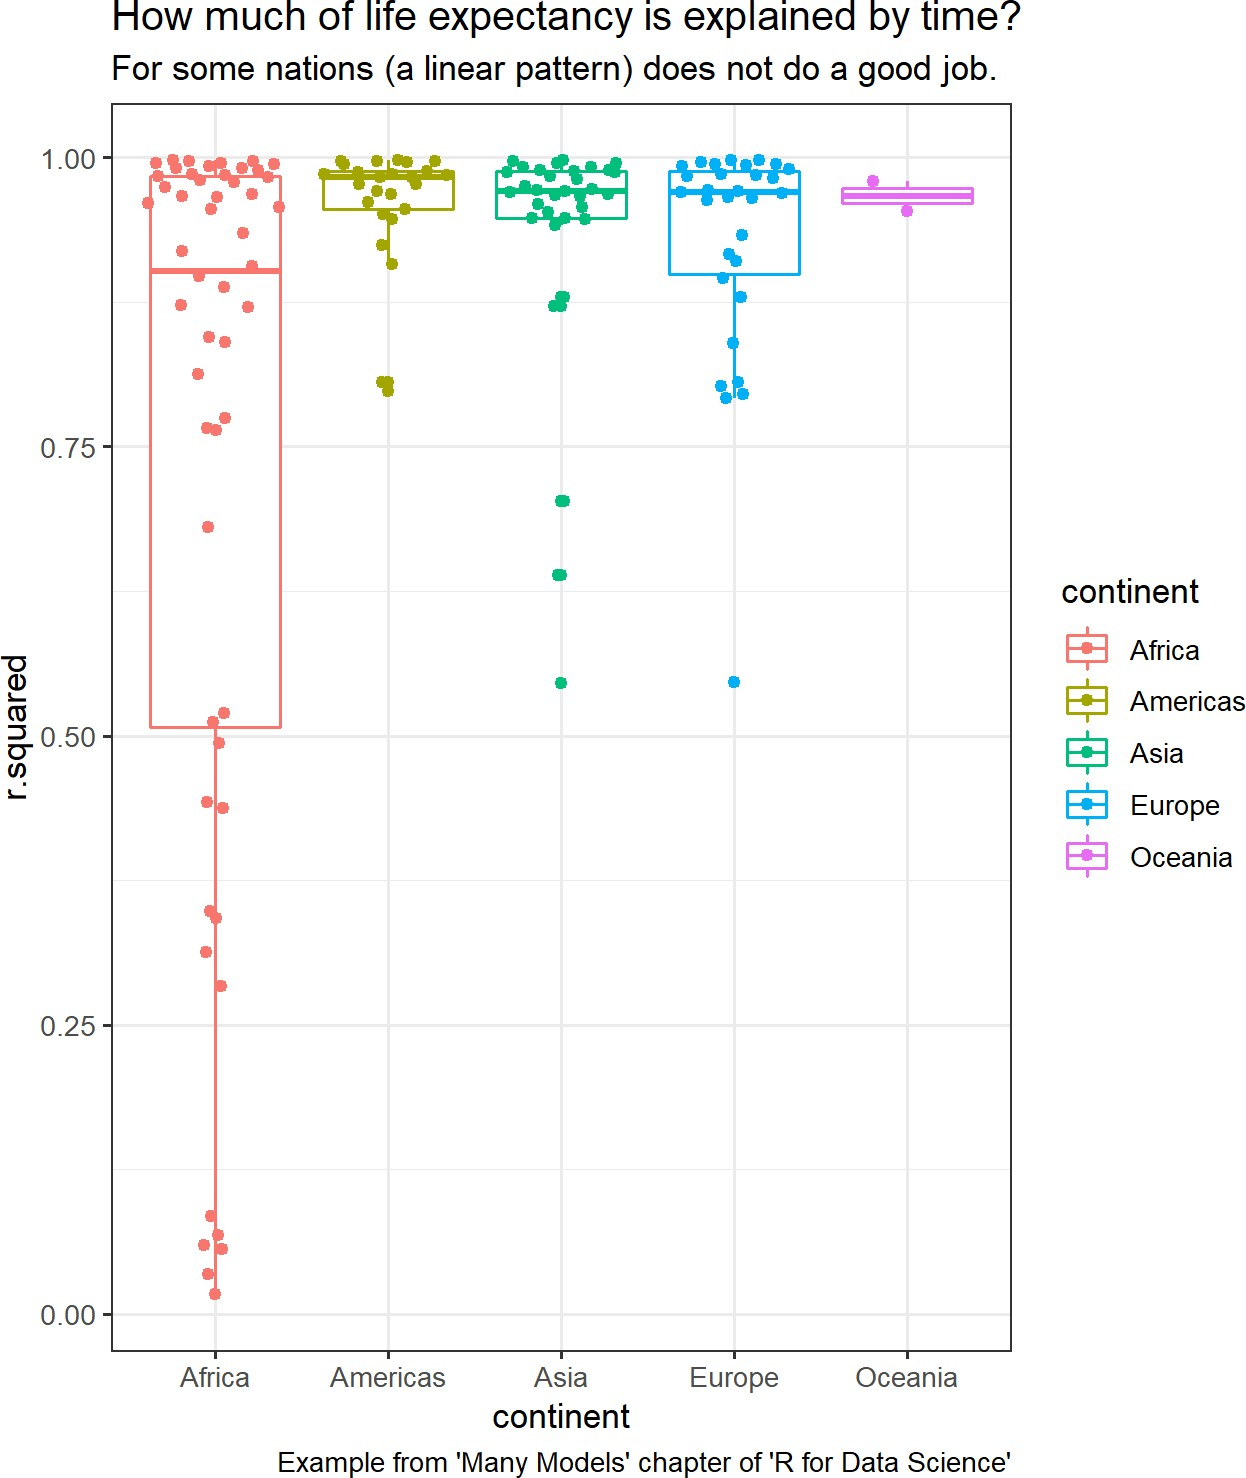 How much of life expectancy is explained by time?
For some nations (a linear pattern) does not do a good job.
1.00
0.75
0.50
0.25
0.00
r.squared
Africa
Americas
Asia
Europe
Oceania
continent
continent
Africa
Americas
Asia
Europe
Oceania
Example from 'Many Models' chapter of 'R for Data Science'